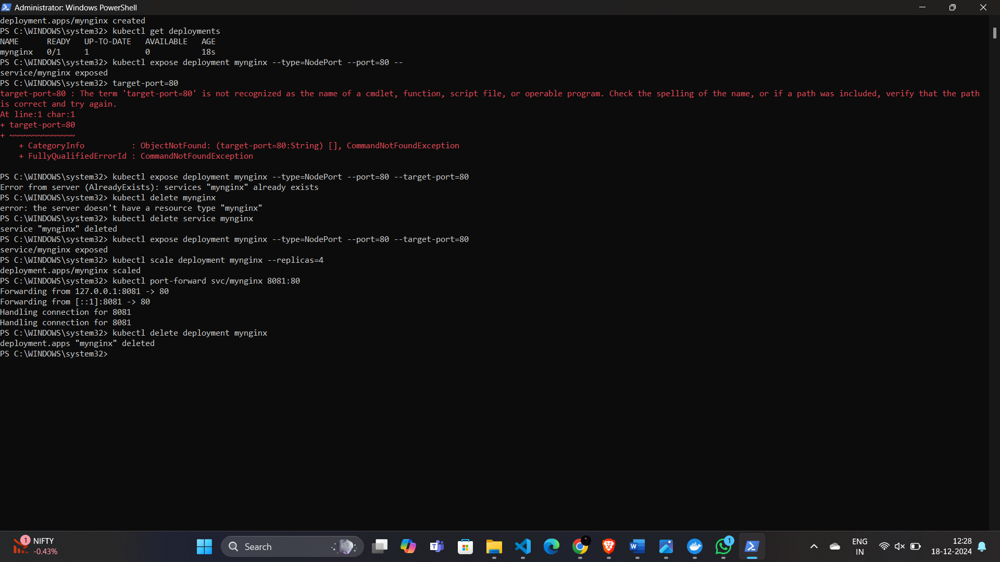 Administrator: Windows PowerShell
deployment.apps/mynginx created
PS C:\WINDOWS\system32> kubectl get deployments
NAME      READY   UP-TO-DATE   AVAILABLE   AGE
mynginx   0/1     1            0           18s
PS C:\WINDOWS\system32> kubectl expose deployment mynginx --type=NodePort --port=80 --
service/mynginx exposed
PS C:\WINDOWS\system32> target-port=80
target-port=80 : The term 'target-port=80' is not recognized as the name of a cmdlet, function, script file, or operable program. Check the spelling of the name, or if a path was included, verify that the path
is correct and try again.
At line:1 char:1
+ target-port=80
+ ~~~~~~~~~~~~~~
    + CategoryInfo          : ObjectNotFound: (target-port=80:String) [], CommandNotFoundException
    + FullyQualifiedErrorId : CommandNotFoundException
PS C:\WINDOWS\system32> kubectl expose deployment mynginx --type=NodePort --port=80 --target-port=80
Error from server (AlreadyExists): services "mynginx" already exists
PS C:\WINDOWS\system32> kubectl delete mynginx
error: the server doesn't have a resource type "mynginx"
PS C:\WINDOWS\system32> kubectl delete service mynginx
service "mynginx" deleted
PS C:\WINDOWS\system32> kubectl expose deployment mynginx --type=NodePort --port=80 --target-port=80
service/mynginx exposed
PS C:\WINDOWS\system32> kubectl scale deployment mynginx --replicas=4
deployment.apps/mynginx scaled
PS C:\WINDOWS\system32> kubectl port-forward svc/mynginx 8081:80
Forwarding from 127.0.0.1:8081 -> 80
Forwarding from [::1]:8081 -> 80
Handling connection for 8081
Handling connection for 8081
PS C:\WINDOWS\system32> kubectl delete deployment mynginx
deployment.apps "mynginx" deleted
PS C:\WINDOWS\system32>
1
NIFTY
-0.43%
Search
1
ENG
IN
12:28
18-12-2024